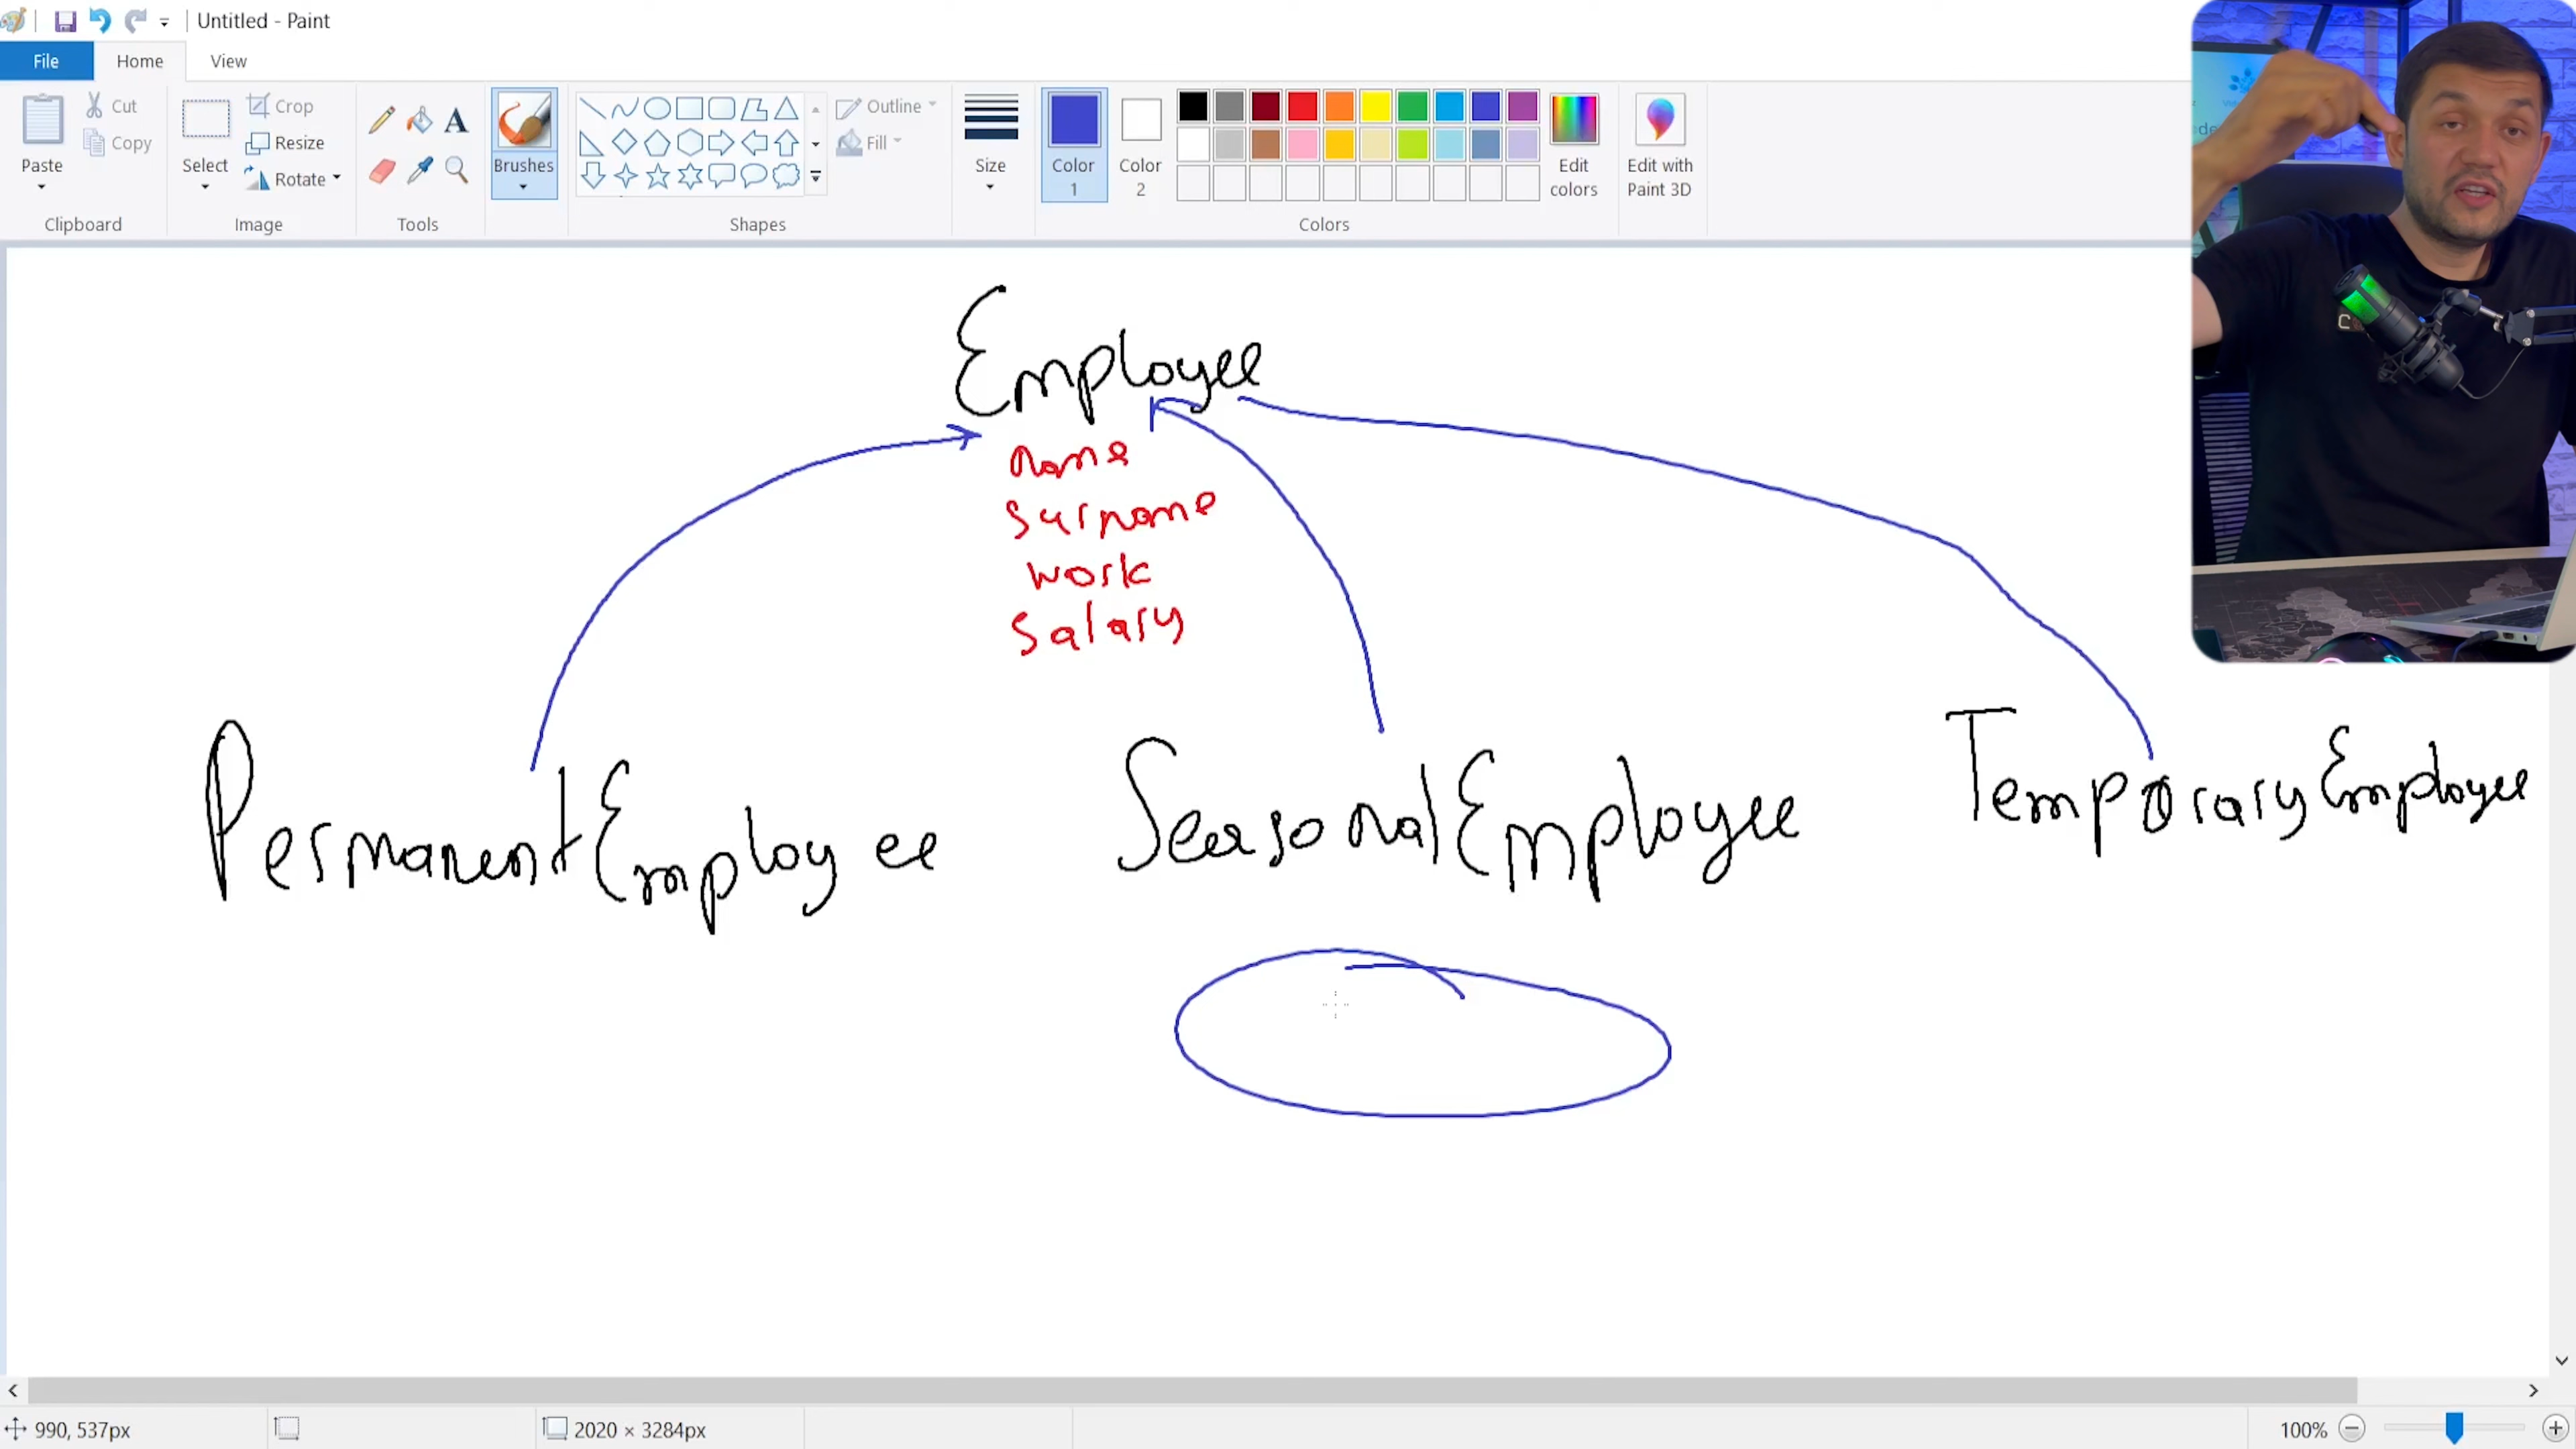 Untitled - Paint
File Home View
Paste
Cut
Copy
Clipboard
Select
Crop
Resize
Rotate
Image
Tools
Brushes
Shapes
Outline
Fill
Size
Color 1
Color 2
Edit colors
Colors
Edit with Paint 3D
Employee
name
surname
work
salary
PermanentEmployee
SeasonalEmployee
TemporaryEmployee
990, 537px
2020 × 3284px
100%